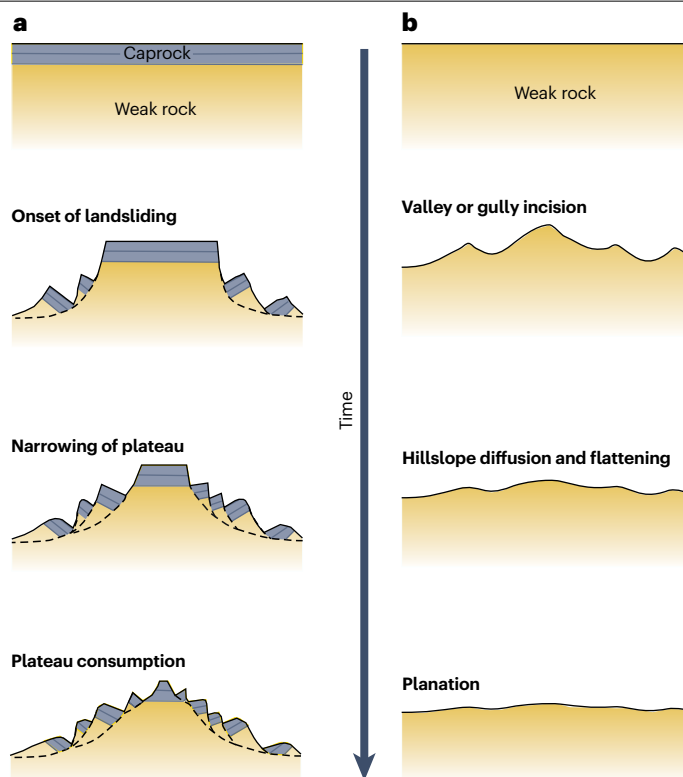 a
Caprock
Weak rock
Onset of landsliding
Narrowing of plateau
Plateau consumption
Time
b
Weak rock
Valley or gully incision
Hillslope diffusion and flattening
Planation